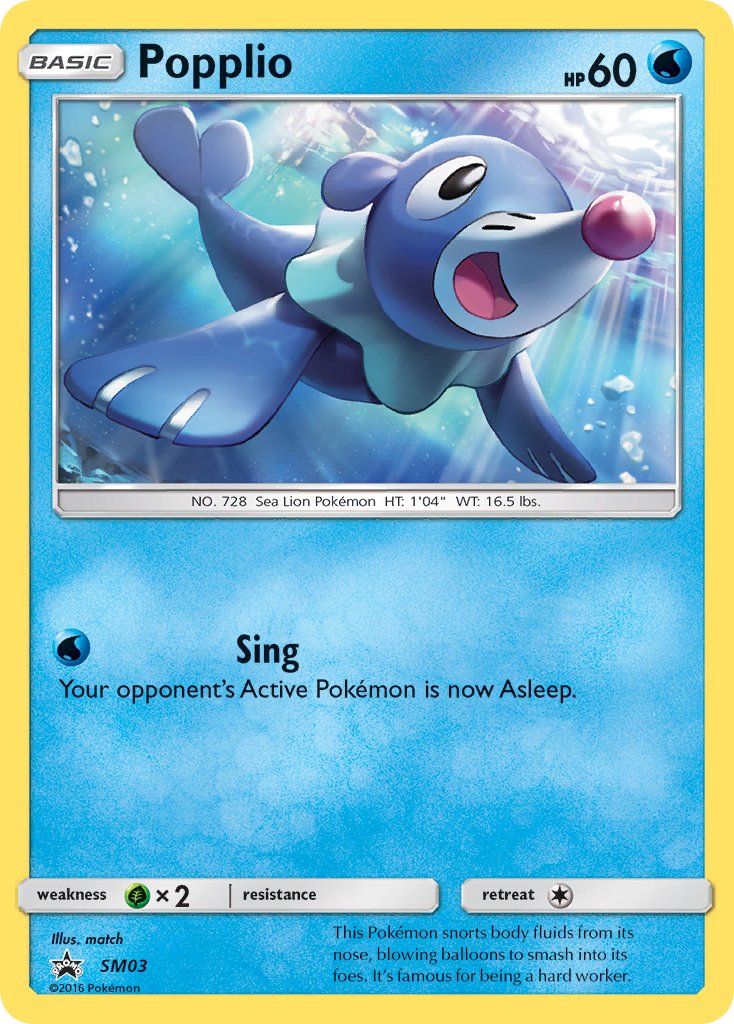 BASIC Popplio HP60
NO. 728 Sea Lion Pokémon HT: 1'04" WT: 16.5 lbs.
Sing
Your opponent's Active Pokémon is now Asleep.
weakness ×2 resistance retreat
Illus. match
PROMO SM03
©2016 Pokémon
This Pokémon snorts body fluids from its
nose, blowing balloons to smash into its
foes. It's famous for being a hard worker.